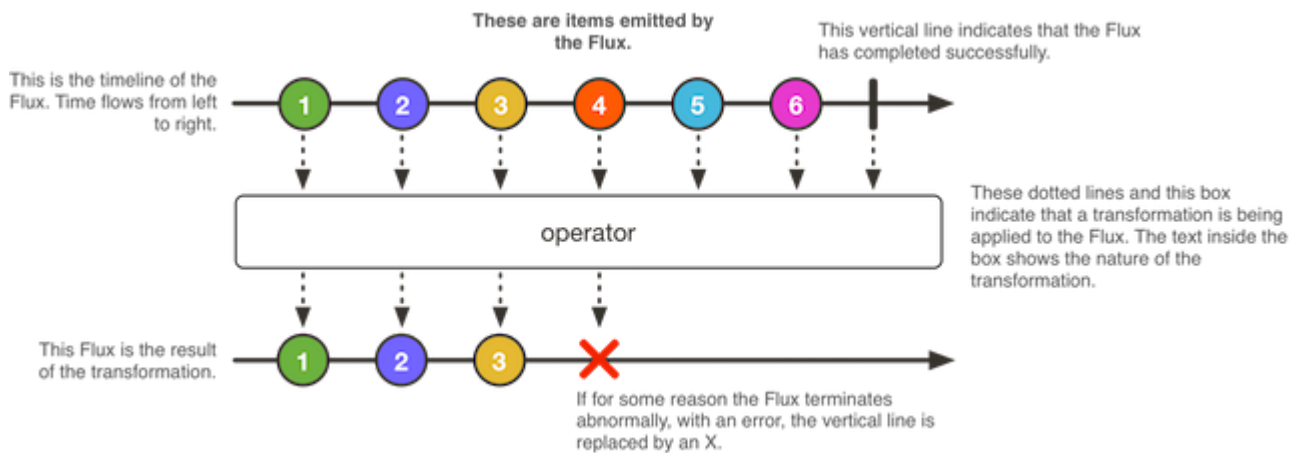 These are items emitted by
the Flux.
This vertical line indicates that the Flux
has completed successfully.
This is the timeline of the
Flux. Time flows from left
to right.
1
2
3
4
5
6
These dotted lines and this box
indicate that a transformation is being
applied to the Flux. The text inside the
box shows the nature of the
transformation.
operator
This Flux is the result
of the transformation.
1
2
3
If for some reason the Flux terminates
abnormally, with an error, the vertical line is
replaced by an X.